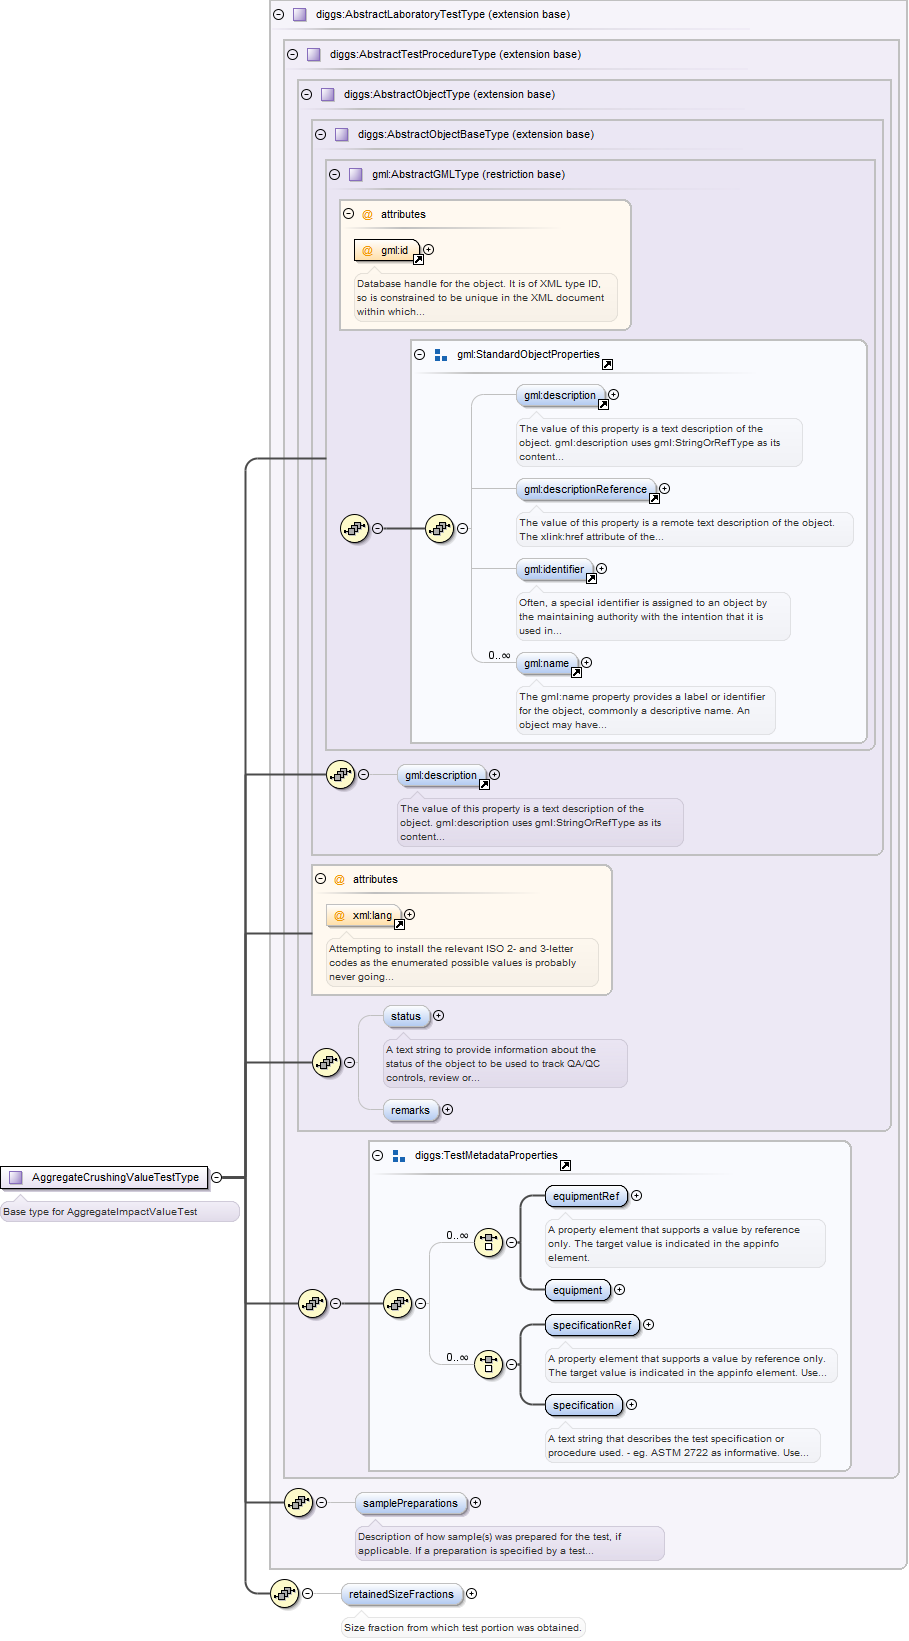 diggs:AbstractLaboratoryTestType (extension base)
diggs:AbstractTestProcedureType (extension base)
diggs:AbstractObjectType (extension base)
diggs:AbstractObjectBaseType (extension base)
gml:AbstractGMLType (restriction base)
@ attributes
@ gml:id
Database handle for the object. It is of XML type ID,
so is constrained to be unique in the XML document
within which...
gml:StandardObjectProperties
gml:description
The value of this property is a text description of the
object. gml:description uses gml:StringOrRefType as its
content...
gml:descriptionReference
The value of this property is a remote text description of the object.
The xlink:href attribute of the...
gml:identifier
Often, a special identifier is assigned to an object by
the maintaining authority with the intention that it is
used in...
0..∞
gml:name
The gml:name property provides a label or identifier
for the object, commonly a descriptive name. An
object may have...
gml:description
The value of this property is a text description of the
object. gml:description uses gml:StringOrRefType as its
content...
@ attributes
@ xml:lang
Attempting to install the relevant ISO 2- and 3-letter
codes as the enumerated possible values is probably
never going...
status
A text string to provide information about the
status of the object to be used to track QA/QC
controls, review or...
remarks
diggs:TestMetadataProperties
AggregateCrushingValueTestType
Base type for AggregateImpactValueTest
equipmentRef
0..∞
A property element that supports a value by reference
only. The target value is indicated in the appinfo
element.
equipment
specificationRef
0..∞
A property element that supports a value by reference only.
The target value is indicated in the appinfo element. Use...
specification
A text string that describes the test specification or
procedure used. - eg. ASTM 2722 as informative. Use...
samplePreparations
Description of how sample(s) was prepared for the test, if
applicable. If a preparation is specified by a test...
retainedSizeFractions
Size fraction from which test portion was obtained.